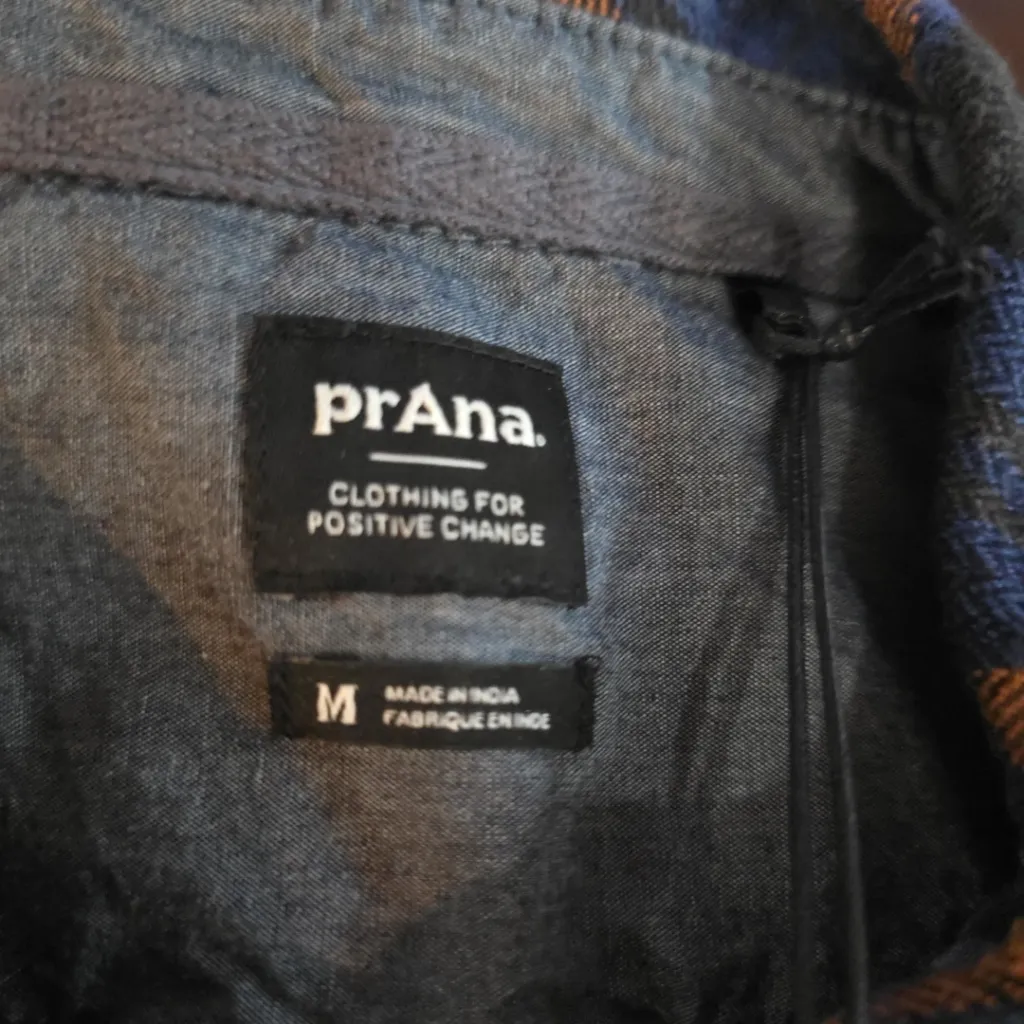 prAna.
CLOTHING FOR
POSITIVE CHANGE
M
MADE IN INDIA
FABRIQUE EN INDE